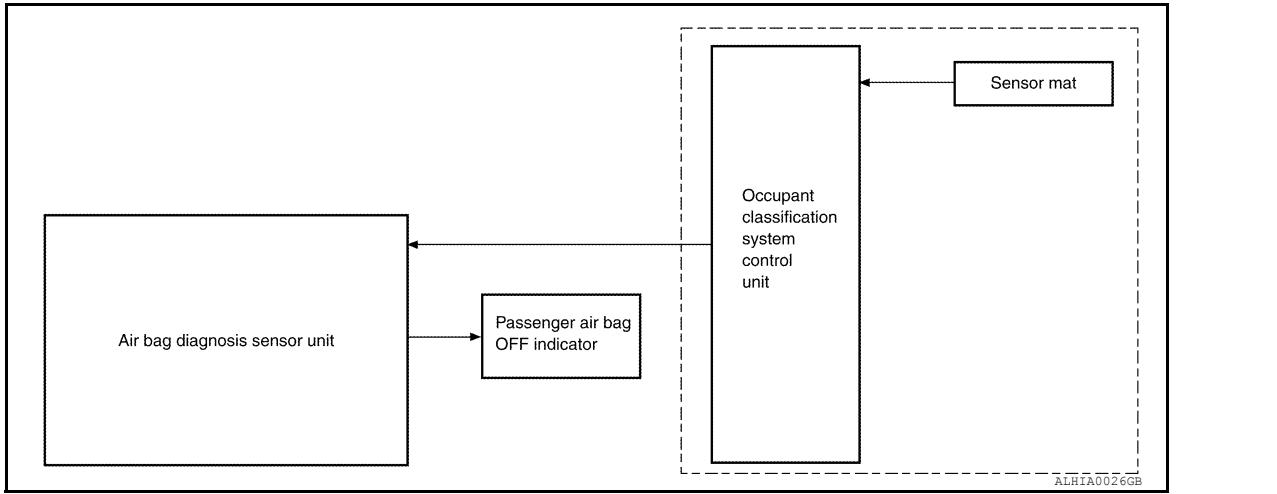 Sensor mat
Occupant
classification
system
control
unit
Passenger air bag
OFF indicator
Air bag diagnosis sensor unit
ALHIA0026GB